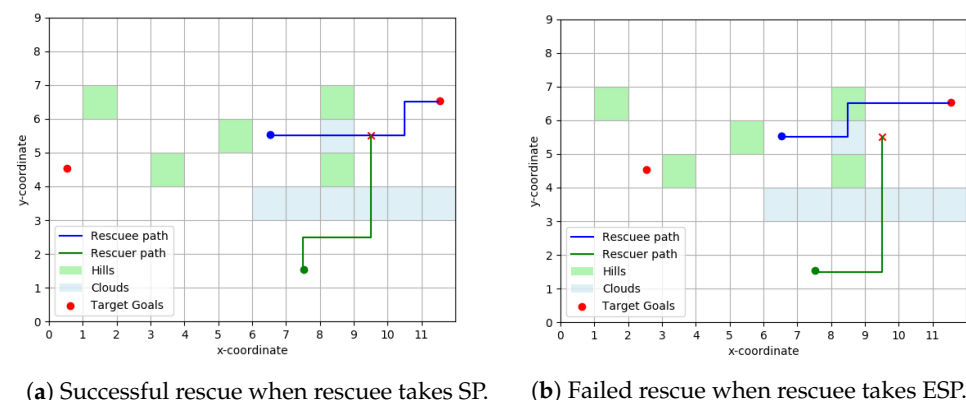 9
8
7
6
5
4
3
2
1
0
y-coordinate
Rescuee path
Rescuer path
Hills
Clouds
Target Goals
0 1 2 3 4 5 6 7 8 9 10 11
x-coordinate
(a) Successful rescue when rescuee takes SP.
9
8
7
6
5
4
3
2
1
0
y-coordinate
Rescuee path
Rescuer path
Hills
Clouds
Target Goals
0 1 2 3 4 5 6 7 8 9 10 11
x-coordinate
(b) Failed rescue when rescuee takes ESP.